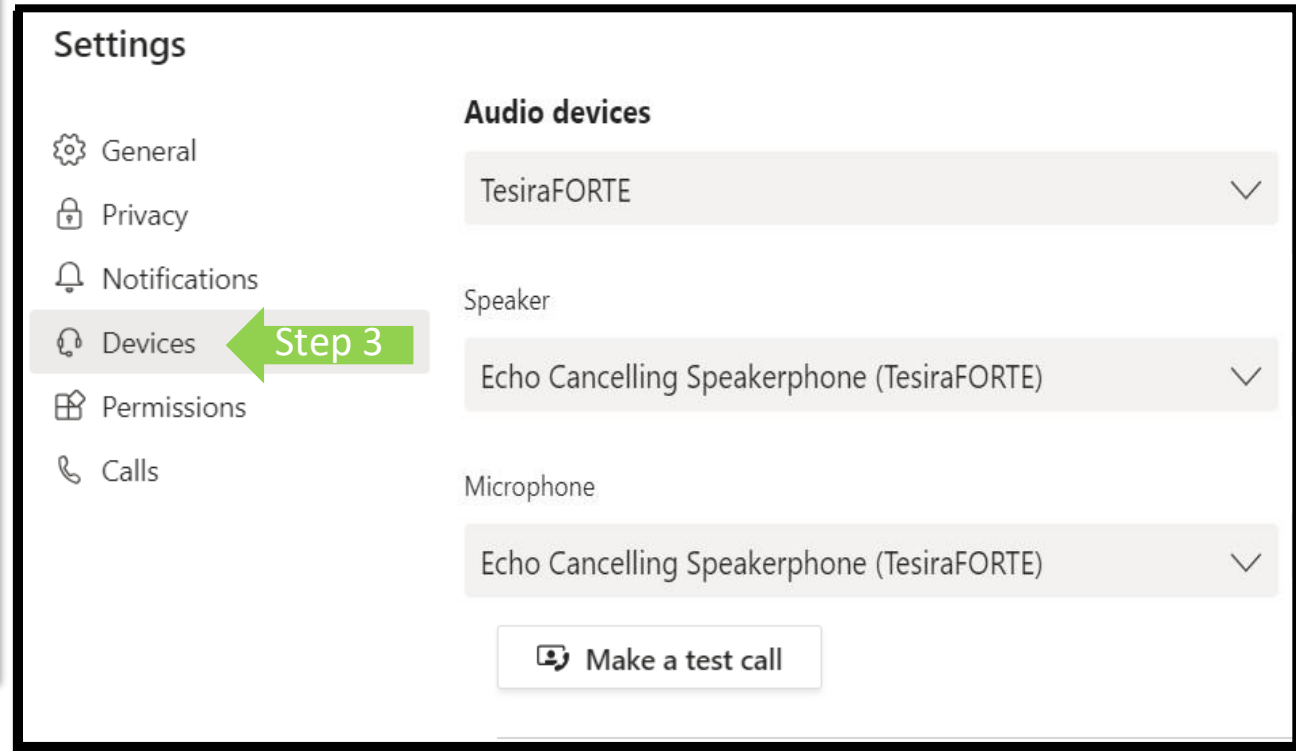 Settings
General
Privacy
Notifications
Devices
Step 3
Permissions
Calls
Audio devices
TesiraFORTE
Speaker
Echo Cancelling Speakerphone (TesiraFORTE)
Microphone
Echo Cancelling Speakerphone (TesiraFORTE)
Make a test call